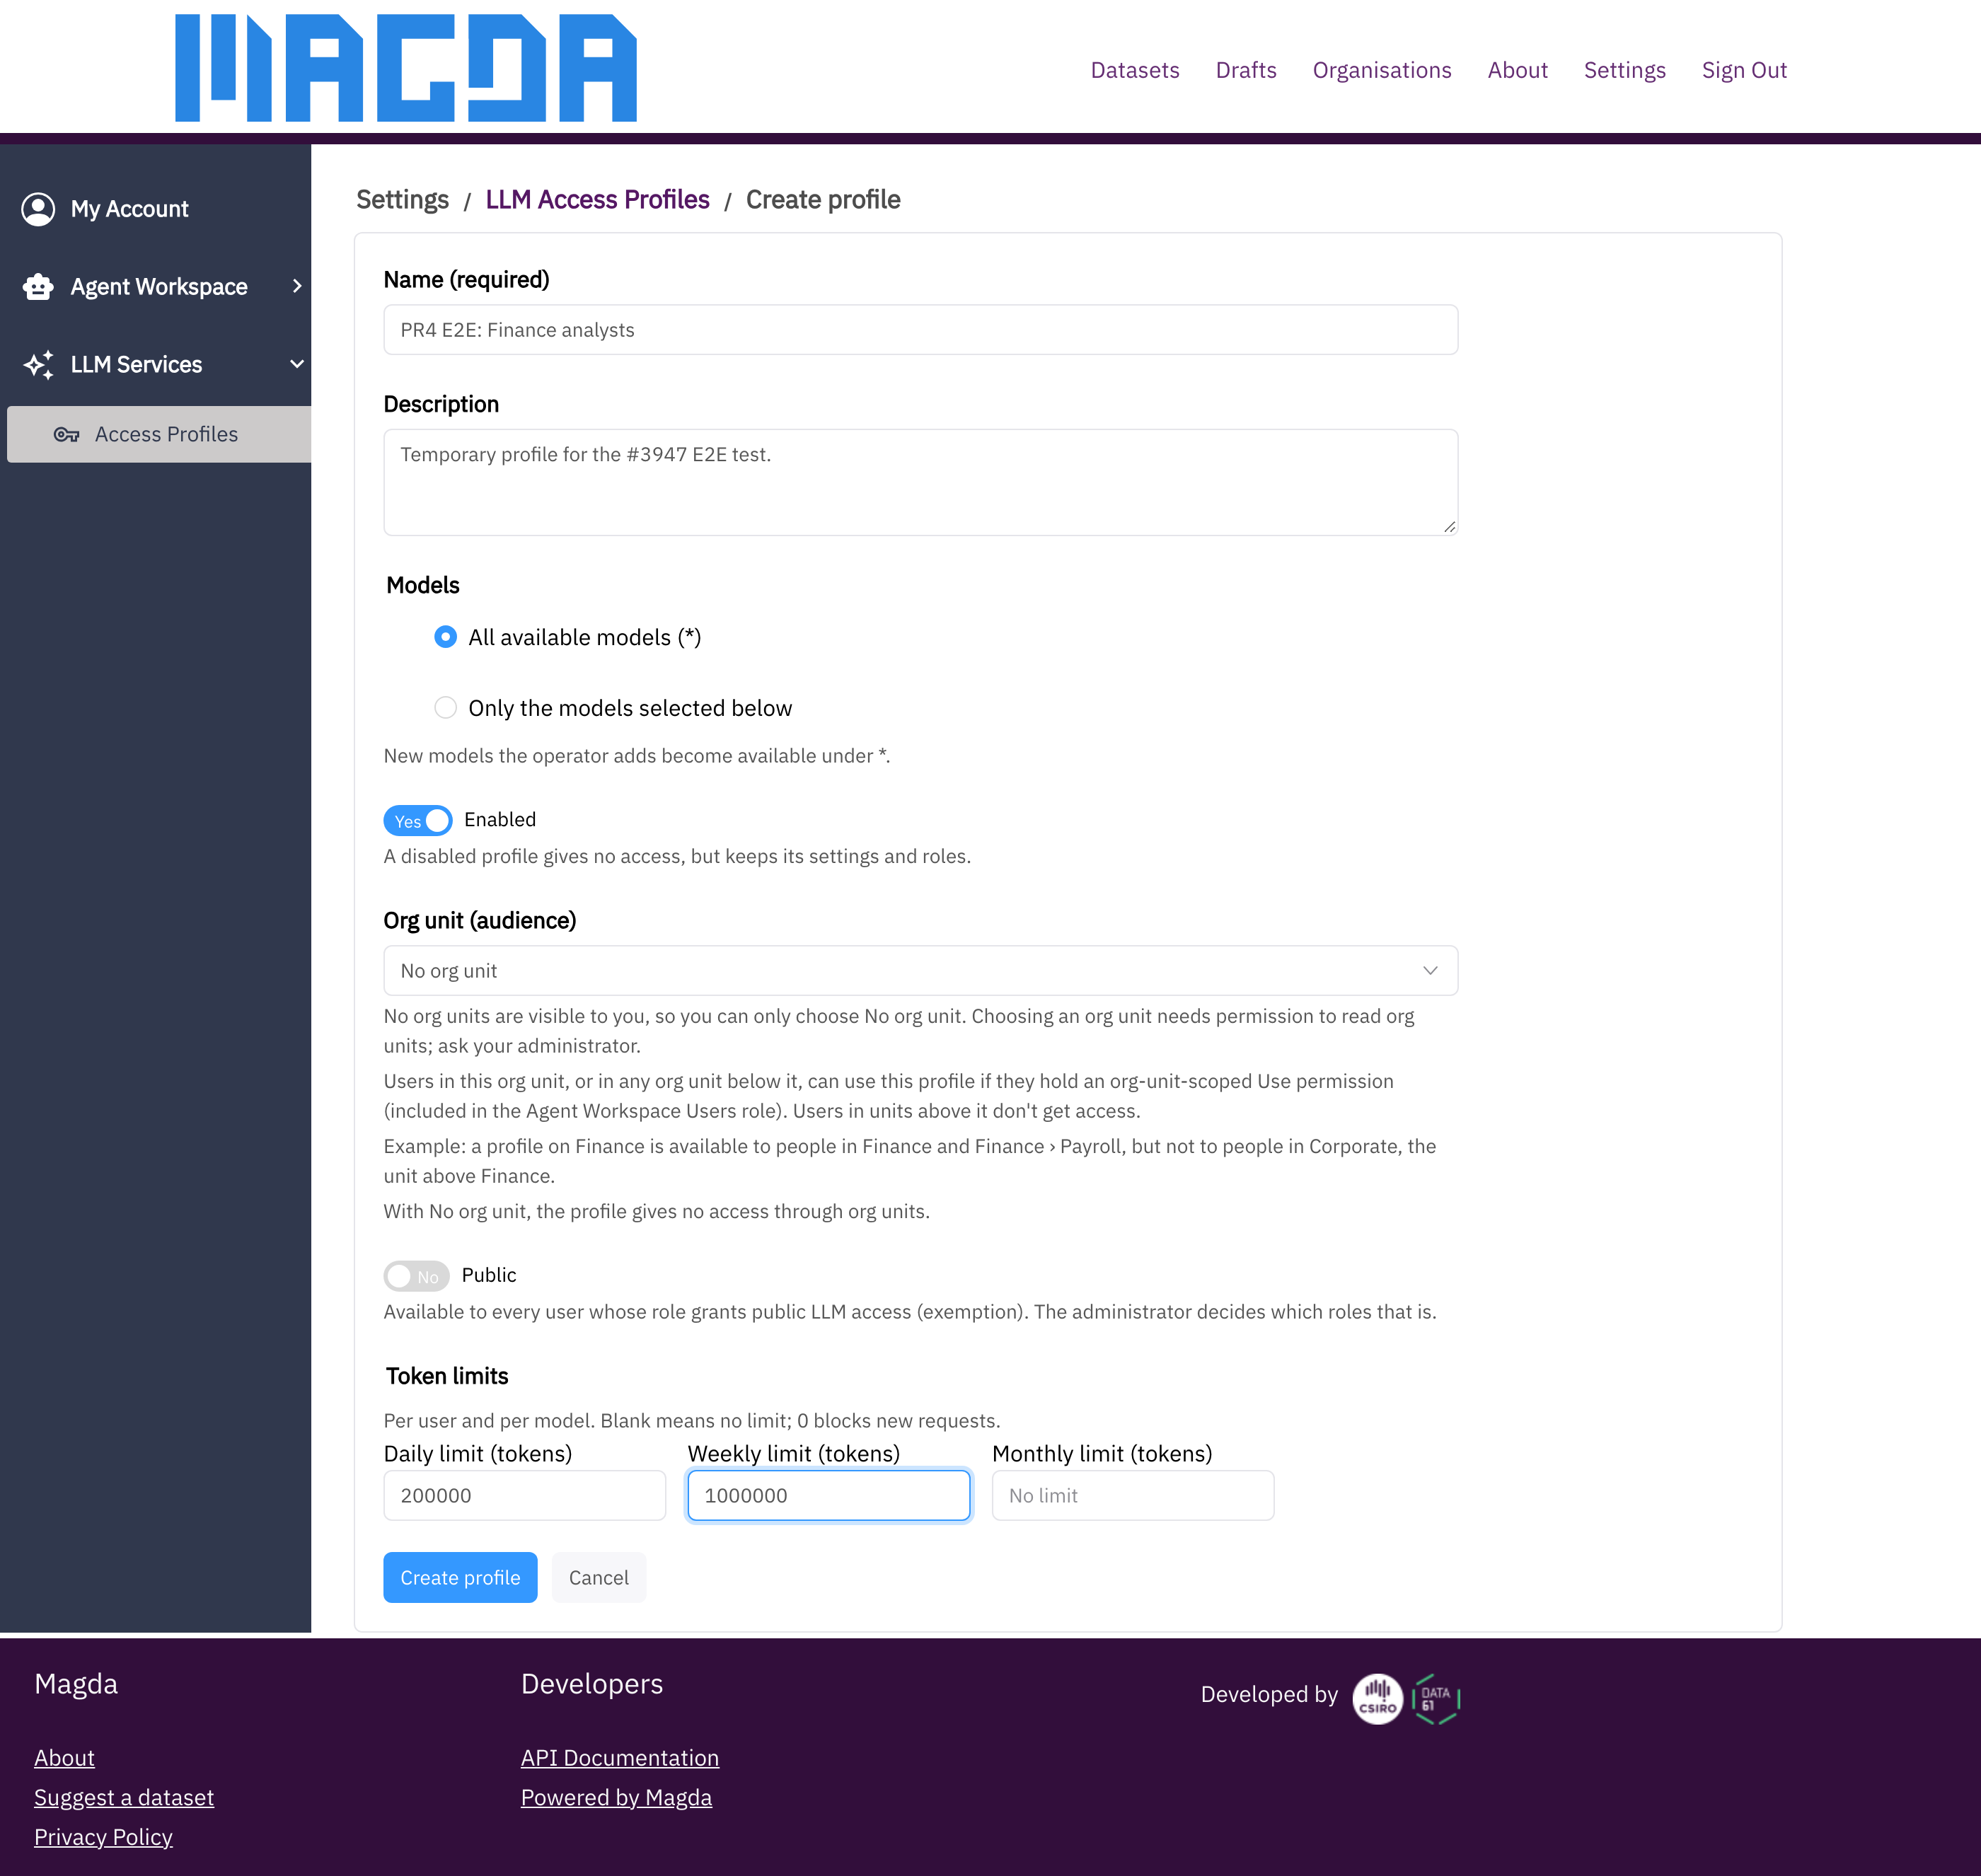 MAGDA
Datasets
Drafts
Organisations
About
Settings
Sign Out
My Account
Agent Workspace
LLM Services
Access Profiles
Settings / LLM Access Profiles / Create profile
Name (required)
PR4 E2E: Finance analysts
Description
Temporary profile for the #3947 E2E test.
Models
All available models (*)
Only the models selected below
New models the operator adds become available under *.
Yes Enabled
A disabled profile gives no access, but keeps its settings and roles.
Org unit (audience)
No org unit
No org units are visible to you, so you can only choose No org unit. Choosing an org unit needs permission to read org
units; ask your administrator.
Users in this org unit, or in any org unit below it, can use this profile if they hold an org-unit-scoped Use permission
(included in the Agent Workspace Users role). Users in units above it don't get access.
Example: a profile on Finance is available to people in Finance and Finance › Payroll, but not to people in Corporate, the
unit above Finance.
With No org unit, the profile gives no access through org units.
No Public
Available to every user whose role grants public LLM access (exemption). The administrator decides which roles that is.
Token limits
Per user and per model. Blank means no limit; 0 blocks new requests.
Daily limit (tokens)
Weekly limit (tokens)
Monthly limit (tokens)
200000
1000000
No limit
Create profile
Cancel
Magda
Developers
Developed by
CSIRO
DATA
61
About
Suggest a dataset
Privacy Policy
API Documentation
Powered by Magda